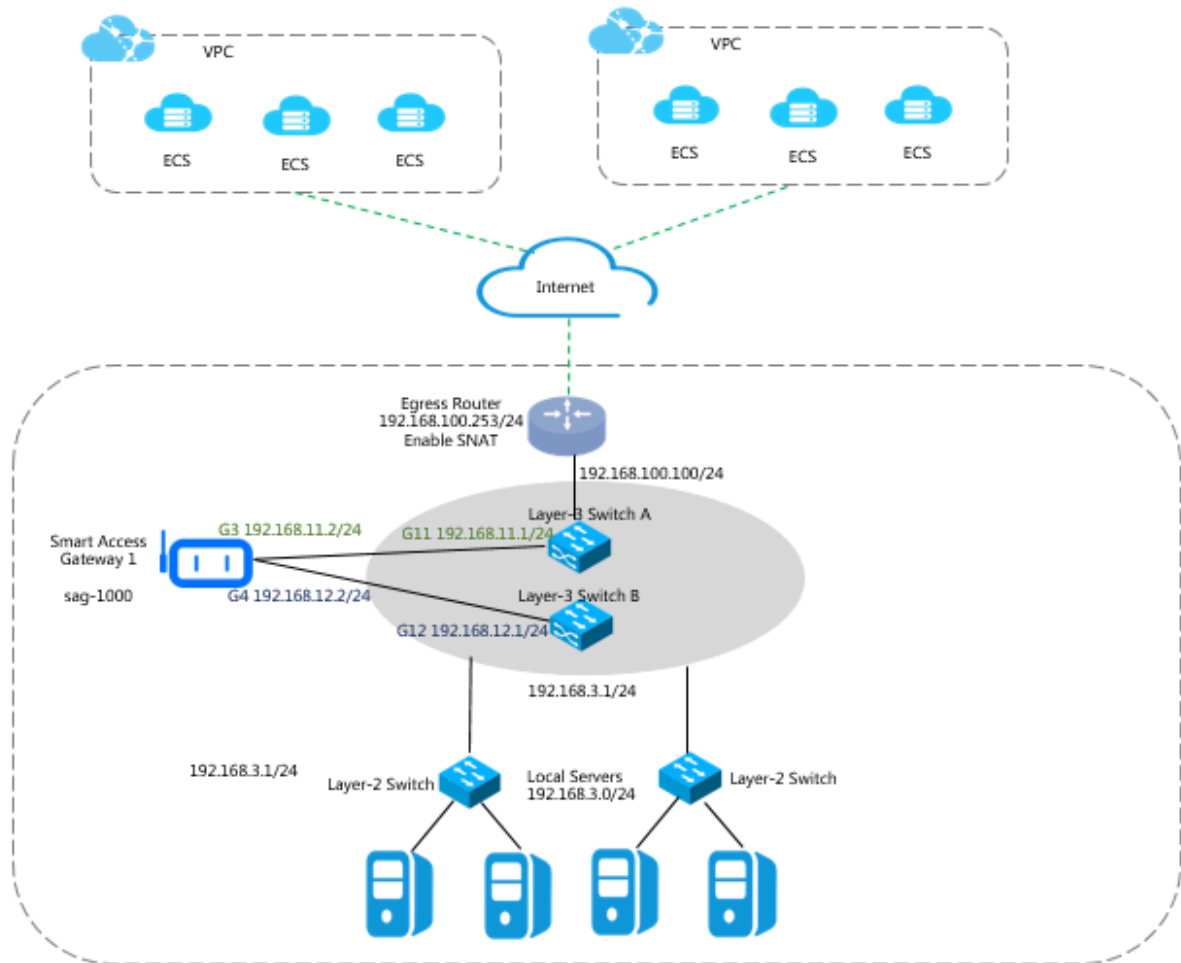 VPC
VPC
ECS
ECS
ECS
ECS
ECS
ECS
Internet
Egress Router
192.168.100.253/24
Enable SNAT
192.168.100.100/24
Layer-3 Switch A
G3 192.168.11.2/24
G11 192.168.11.1/24
Smart Access
Gateway 1
sag-1000
G4 192.168.12.2/24
Layer-3 Switch B
G12 192.168.12.1/24
192.168.3.1/24
192.168.3.1/24
Layer-2 Switch
Local Servers
192.168.3.0/24
Layer-2 Switch